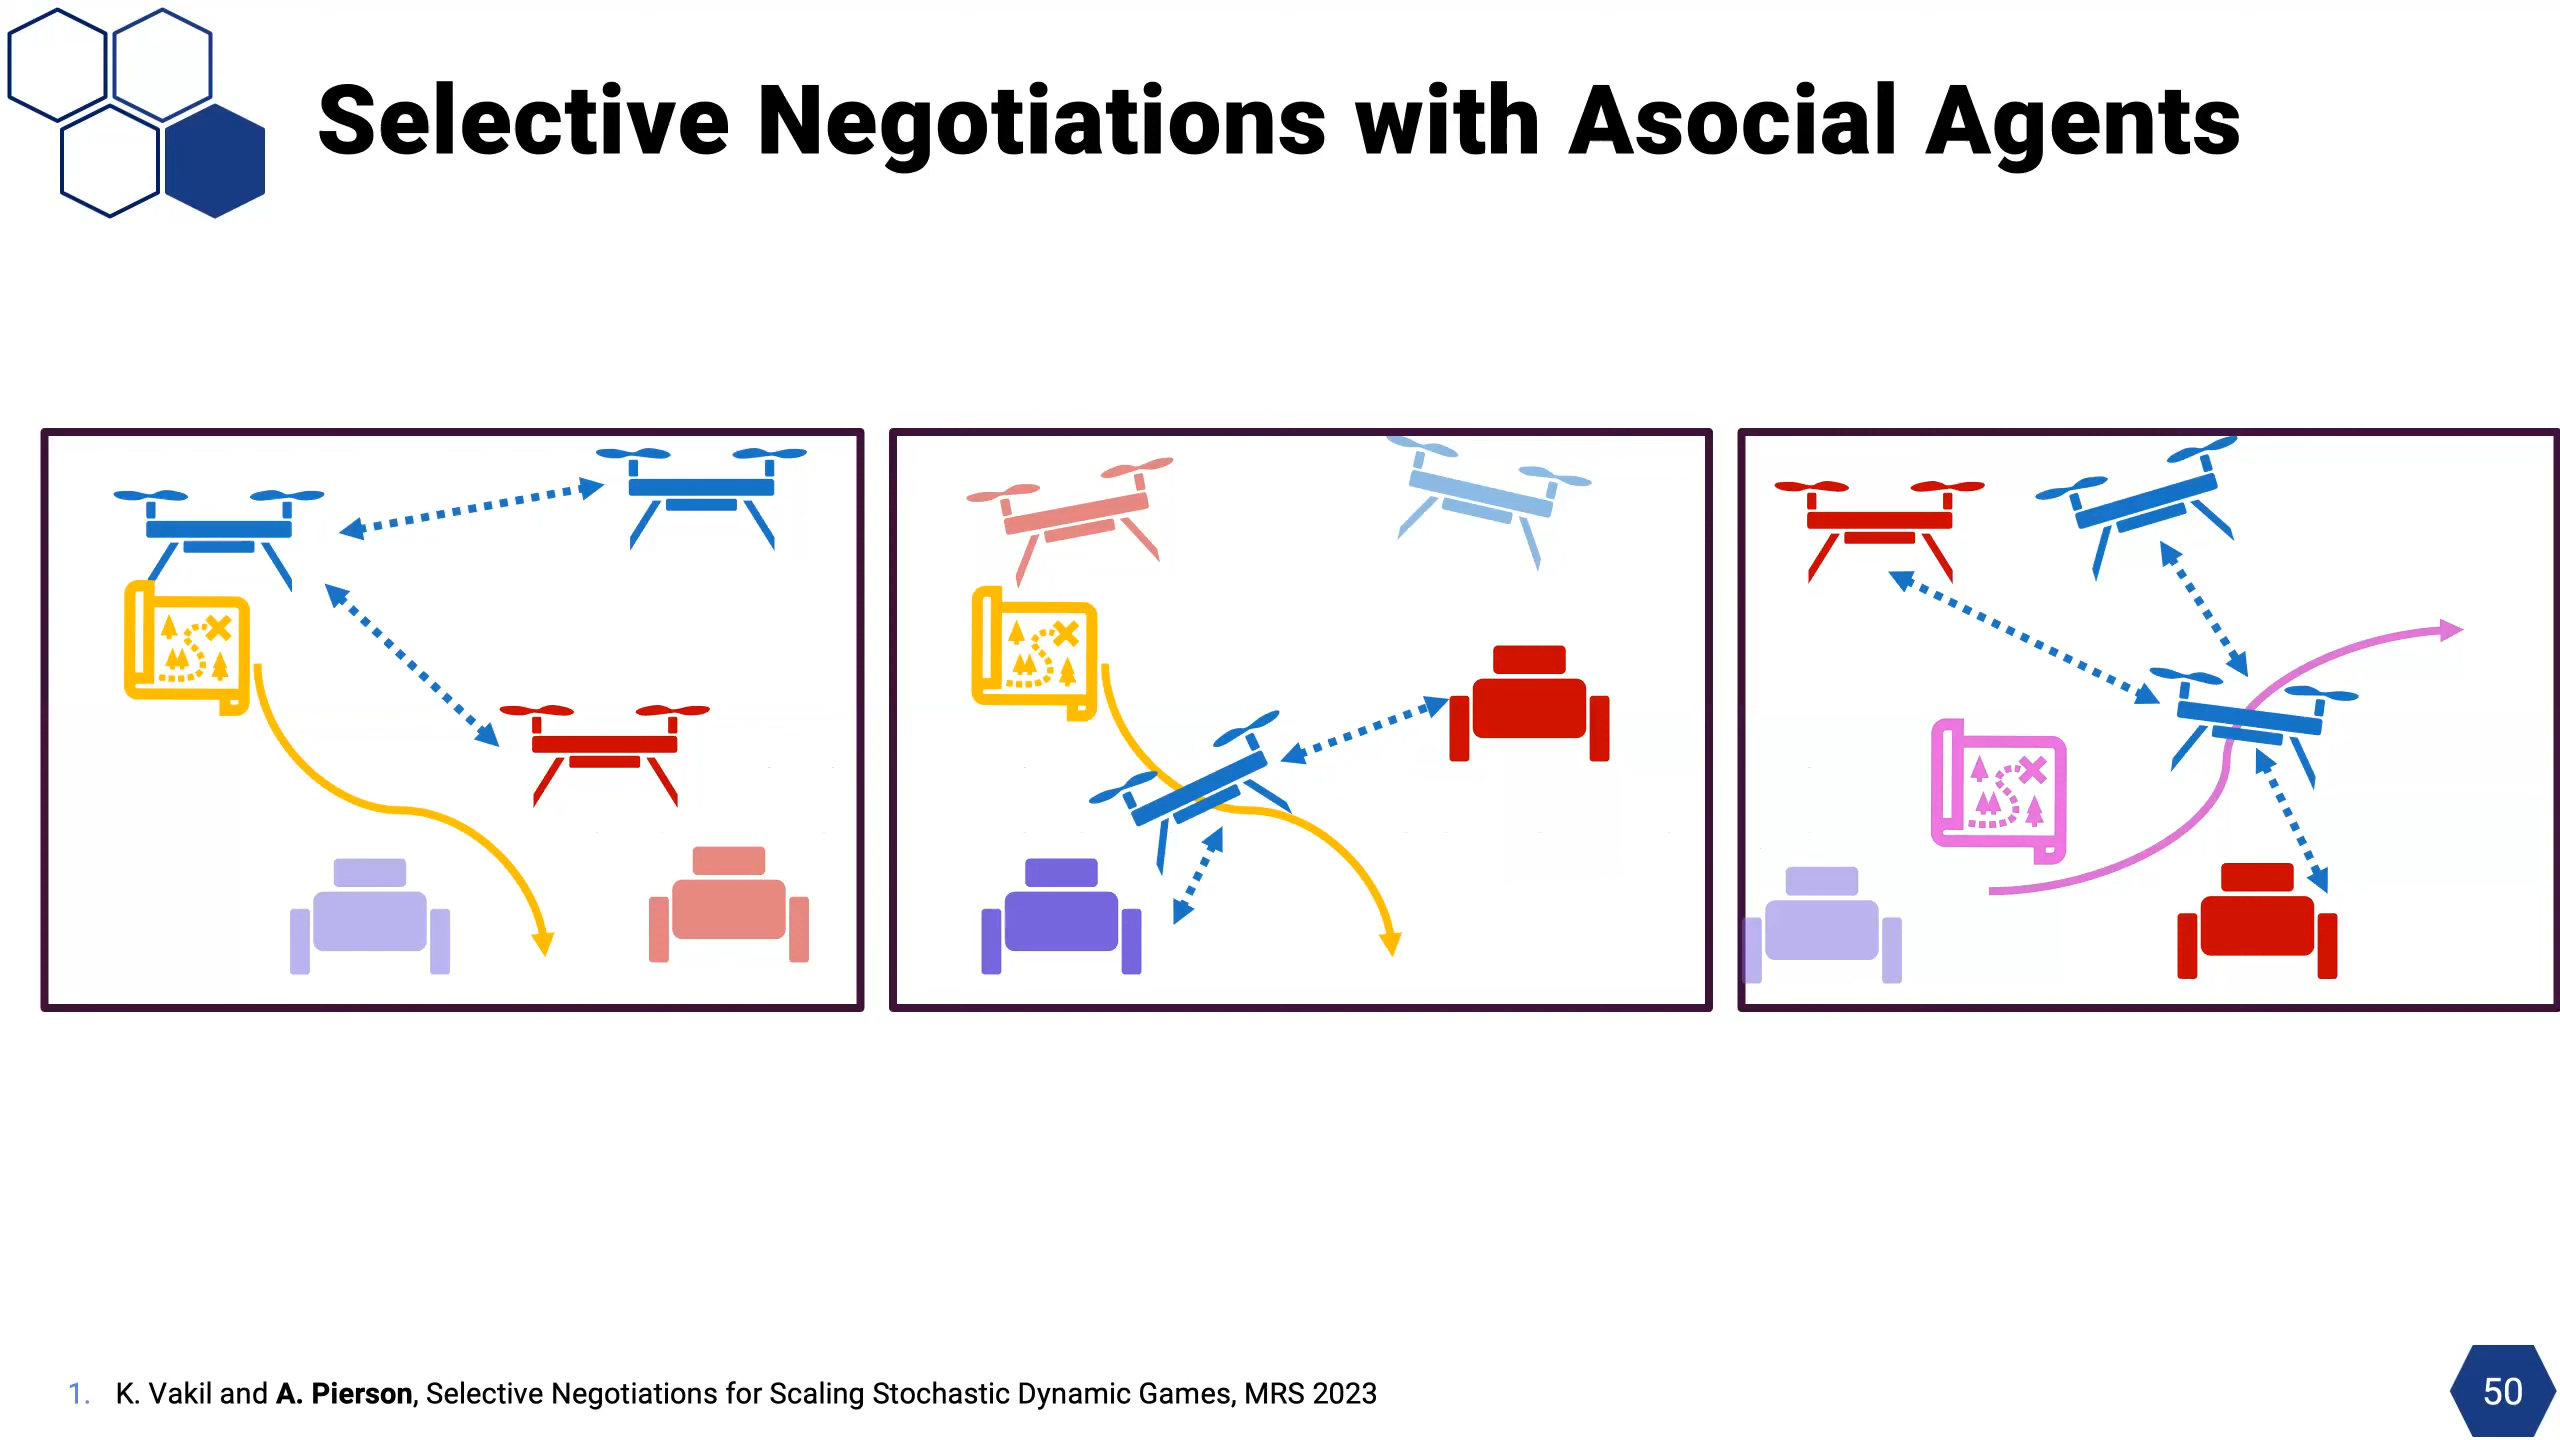 Selective Negotiations with Asocial Agents
1. K. Vakil and A. Pierson, Selective Negotiations for Scaling Stochastic Dynamic Games, MRS 2023
50